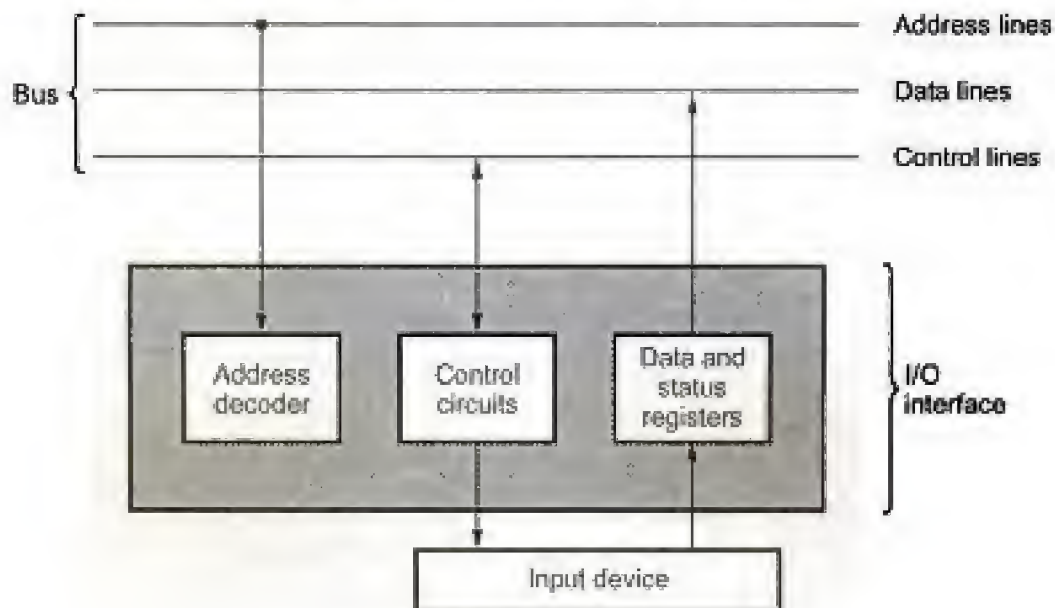 Address lines
Bus
Data lines
Control lines
Address
decoder
Control
circuits
Data and
status
registers
I/O
interface
Input device